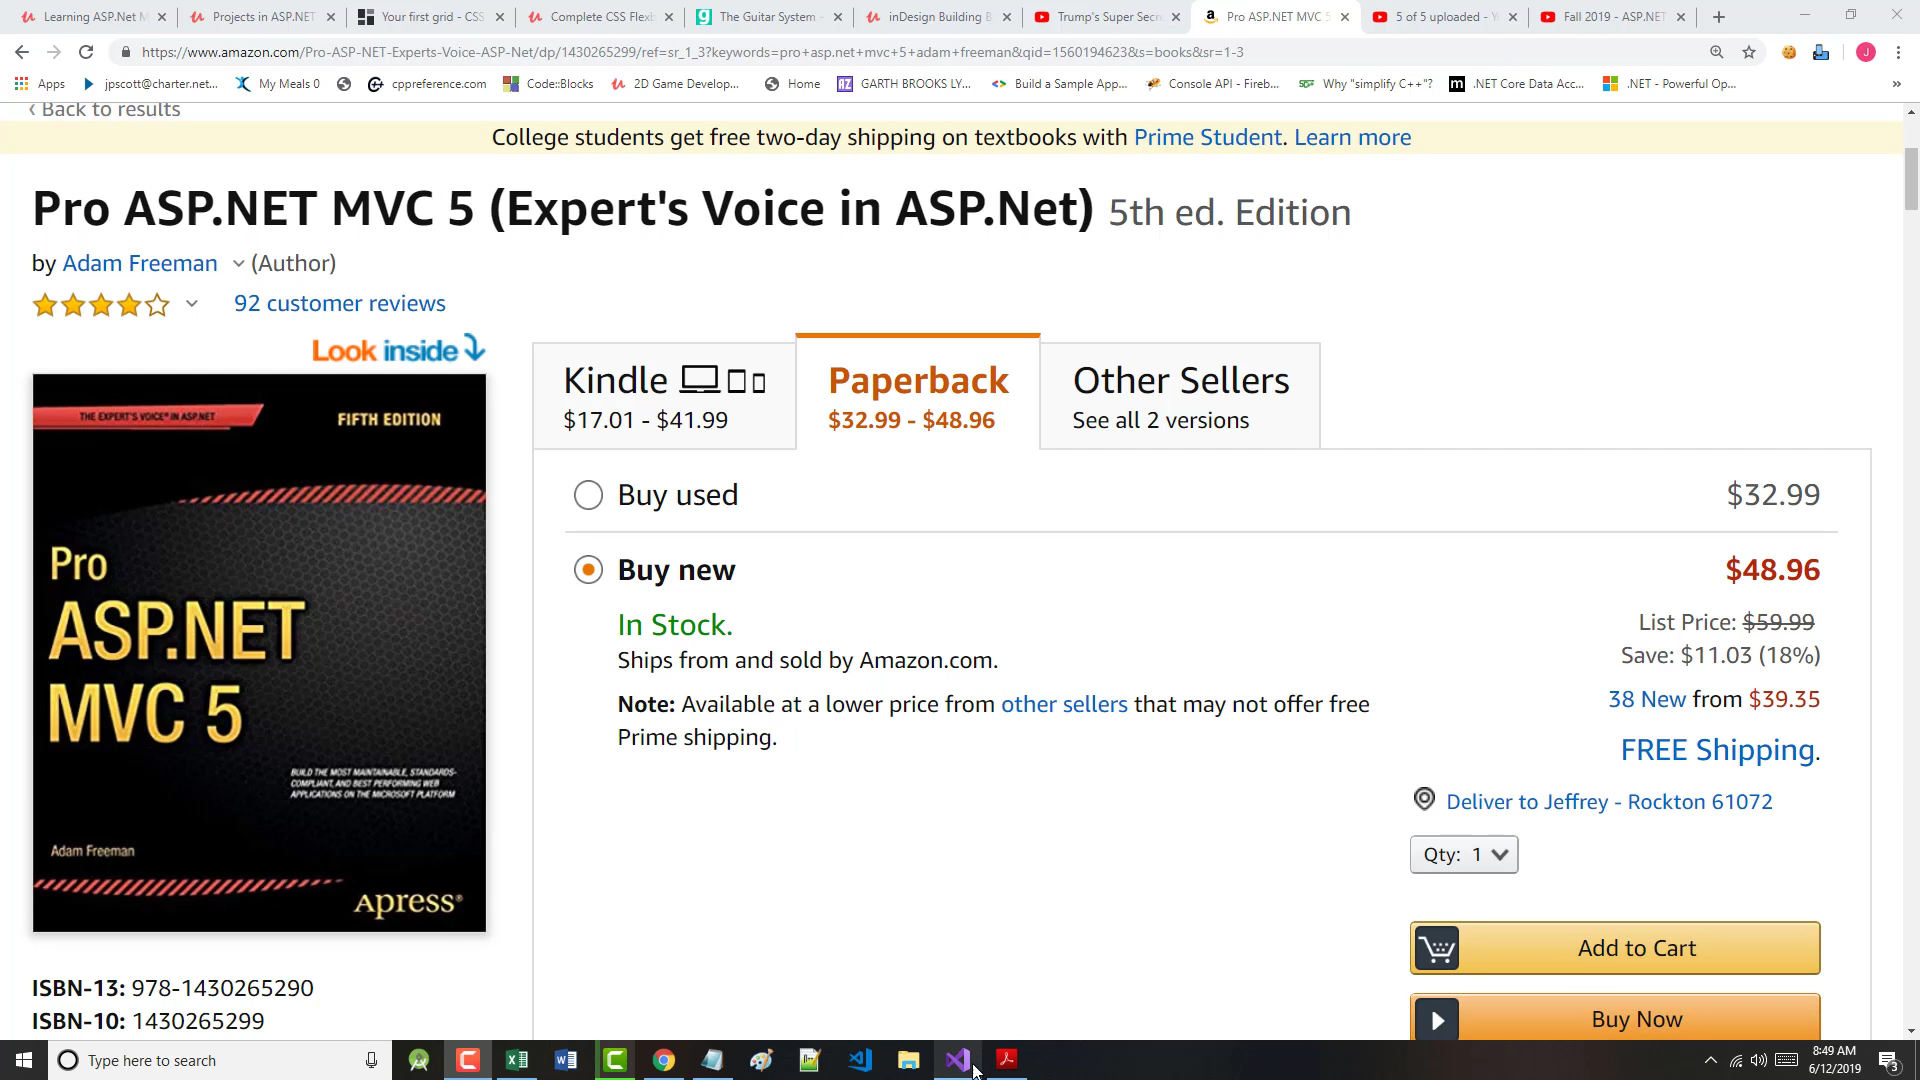 Learning ASP.Net M
Projects in ASP.NET
Your first grid - CSS
Complete CSS Flexb
The Guitar System -
inDesign Building B
Trump's Super Secr
Pro ASP.NET MVC 5
5 of 5 uploaded - Y
Fall 2019 - ASP.NET
https://www.amazon.com/Pro-ASP-NET-Experts-Voice-ASP-Net/dp/1430265299/ref=sr_1_3?keywords=pro+asp.net+mvc+5+adam+freeman&qid=1560194623&s=books&sr=1-3
J
Apps
jpscott@charter.net...
My Meals 0
cppreference.com
Code::Blocks
2D Game Develop...
Home
AZ
GARTH BROOKS LY...
Build a Sample App...
Console API - Fireb...
Why "simplify C++"?
m
.NET Core Data Acc...
.NET - Powerful Op...
»
‹ Back to results
College students get free two-day shipping on textbooks with Prime Student. Learn more
Pro ASP.NET MVC 5 (Expert's Voice in ASP.Net) 5th ed. Edition
by Adam Freeman (Author)
92 customer reviews
Look inside
THE EXPERT'S VOICE® IN ASP.NET
FIFTH EDITION
Pro
ASP.NET
MVC 5
BUILD THE MOST MAINTAINABLE, STANDARDS-
COMPLIANT, AND BEST PERFORMING WEB
APPLICATIONS ON THE MICROSOFT PLATFORM
Adam Freeman
Apress®
ISBN-13: 978-1430265290
ISBN-10: 1430265299
Kindle
$17.01 - $41.99
Paperback
$32.99 - $48.96
Other Sellers
See all 2 versions
Buy used
$32.99
Buy new
$48.96
In Stock.
Ships from and sold by Amazon.com.
Note: Available at a lower price from other sellers that may not offer free
Prime shipping.
List Price: $59.99
Save: $11.03 (18%)
38 New from $39.35
FREE Shipping.
Deliver to Jeffrey - Rockton 61072
Qty: 1
Add to Cart
Buy Now
Type here to search
8:49 AM
6/12/2019
3